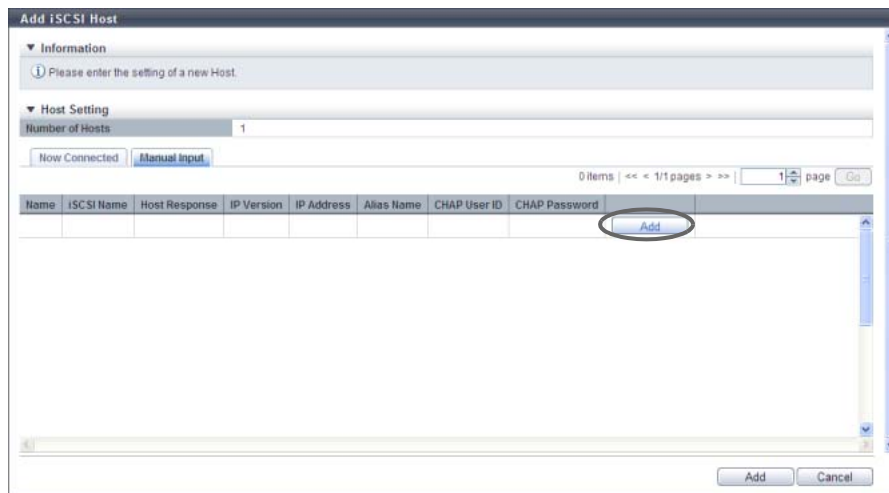 Add iSCSI Host
Information
Please enter the setting of a new Host.
Host Setting
Number of Hosts 1
Now Connected Manual Input
0 items | << < 1/1 pages > >> | 1 page Go
Name iSCSI Name Host Response IP Version IP Address Alias Name CHAP User ID CHAP Password
Add
Add Cancel